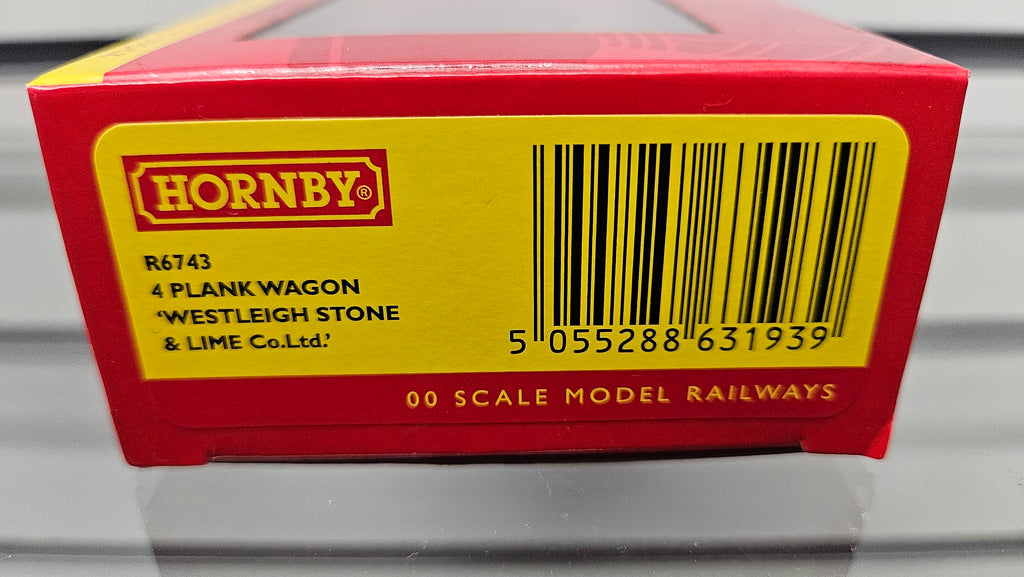 HORNBY®
R6743
4 PLANK WAGON
‘WESTLEIGH STONE
& LIME Co.Ltd.’
5 055288 631939
00 SCALE MODEL RAILWAYS